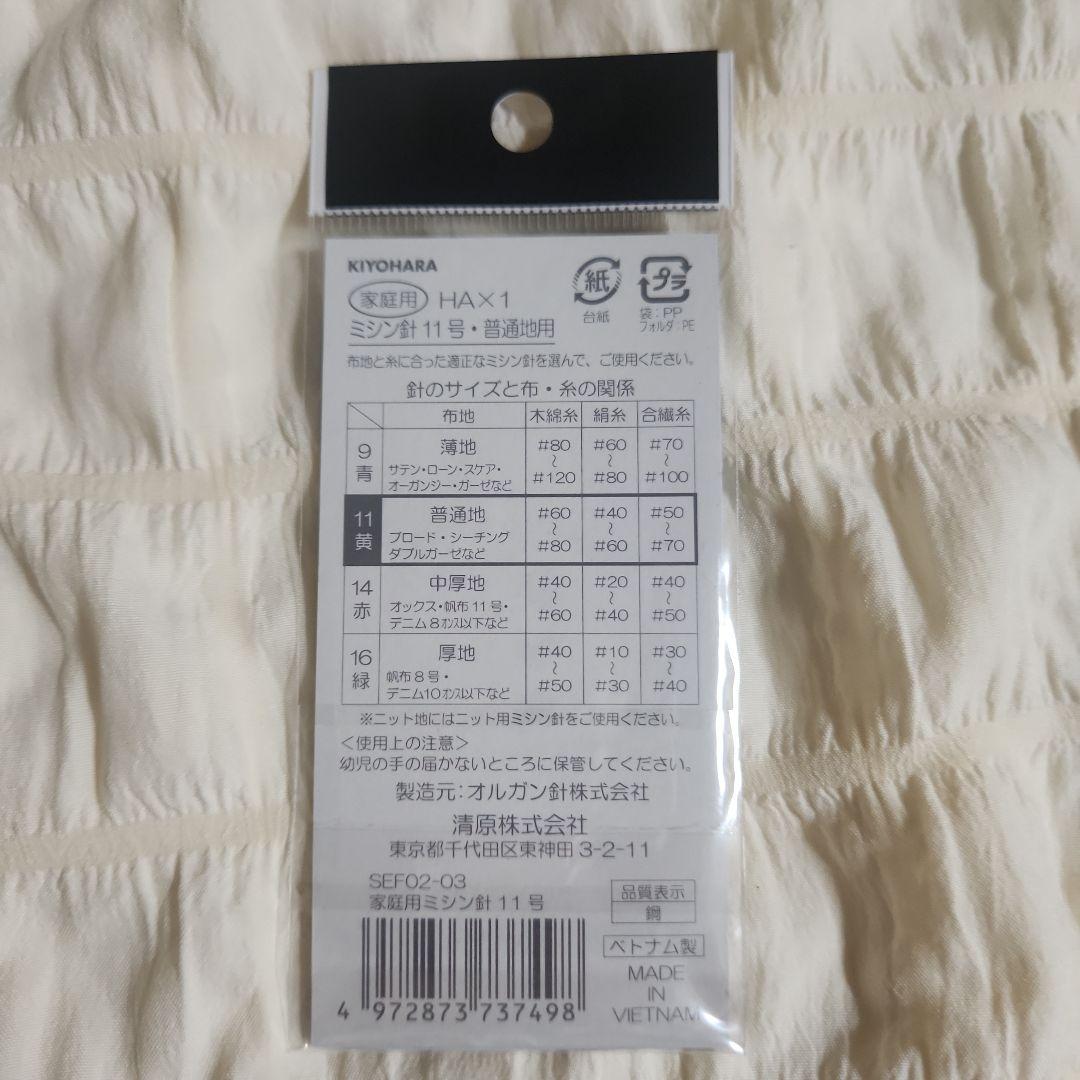 KIYOHARA
家庭用 HA×1
ミシン針 11号・普通地用
紙
台紙
プラ
袋：PP
フォルダ：PE
布地と糸に合った適正なミシン針を選んで、ご使用ください。
針のサイズと布・糸の関係
布地 木綿糸 絹糸 合繊糸
9 青 薄地 サテン・ローン・スケア・オーガンジー・ガーゼなど #80〜#120 #60〜#80 #70〜#100
11 黄 普通地 ブロード・シーチング ダブルガーゼなど #60〜#80 #40〜#60 #50〜#70
14 赤 中厚地 オックス・帆布11号・デニム8オンス以下など #40〜#60 #20〜#40 #40〜#50
16 緑 厚地 帆布8号・デニム10オンス以下など #40〜#50 #10〜#30 #30〜#40
※ニット地にはニット用ミシン針をご使用ください。
＜使用上の注意＞
幼児の手の届かないところに保管してください。
製造元：オルガン針株式会社
清原株式会社
東京都千代田区東神田3-2-11
SEF02-03
家庭用ミシン針 11号
品質表示
鋼
ベトナム製
MADE
IN
VIETNAM
4 972873 737498